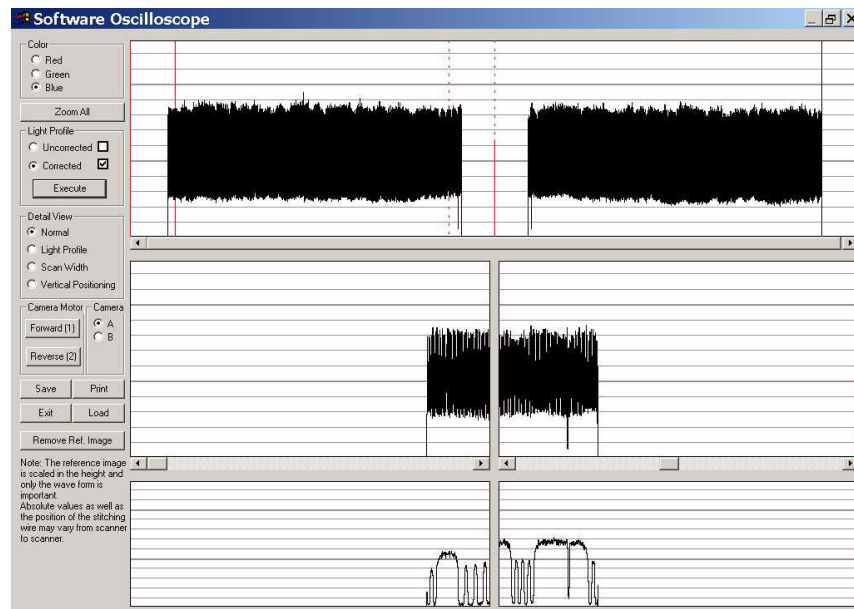 Software Oscilloscope
Color
Red
Green
Blue
Zoom All
Light Profile
Uncorrected
Corrected
Execute
Detail View
Normal
Light Profile
Scan Width
Vertical Positioning
Camera Motor
Camera
Forward (1)
A
B
Reverse (2)
Save
Print
Exit
Load
Remove Ref. Image
Note: The reference image
is scaled in the height and
only the wave form is
important.
Absolute values as well as
the position of the stitching
wire may vary from scanner
to scanner.